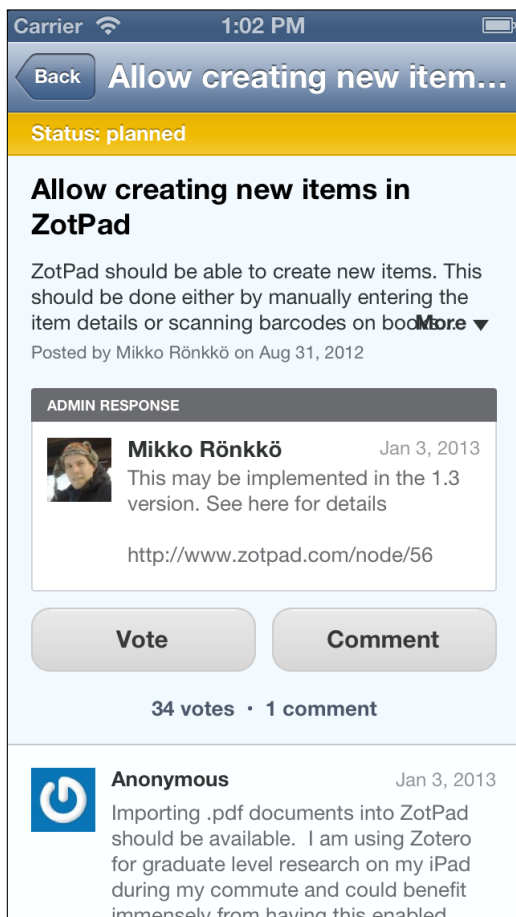 Carrier 1:02 PM
Back Allow creating new item...
Status: planned
Allow creating new items in
ZotPad
ZotPad should be able to create new items. This
should be done either by manually entering the
item details or scanning barcodes on More
Posted by Mikko Rönkkö on Aug 31, 2012
ADMIN RESPONSE
Mikko Rönkkö Jan 3, 2013
This may be implemented in the 1.3
version. See here for details
http://www.zotpad.com/node/56
Vote Comment
34 votes · 1 comment
Anonymous Jan 3, 2013
Importing .pdf documents into ZotPad
should be available. I am using Zotero
for graduate level research on my iPad
during my commute and could benefit
immensely from having this enabled